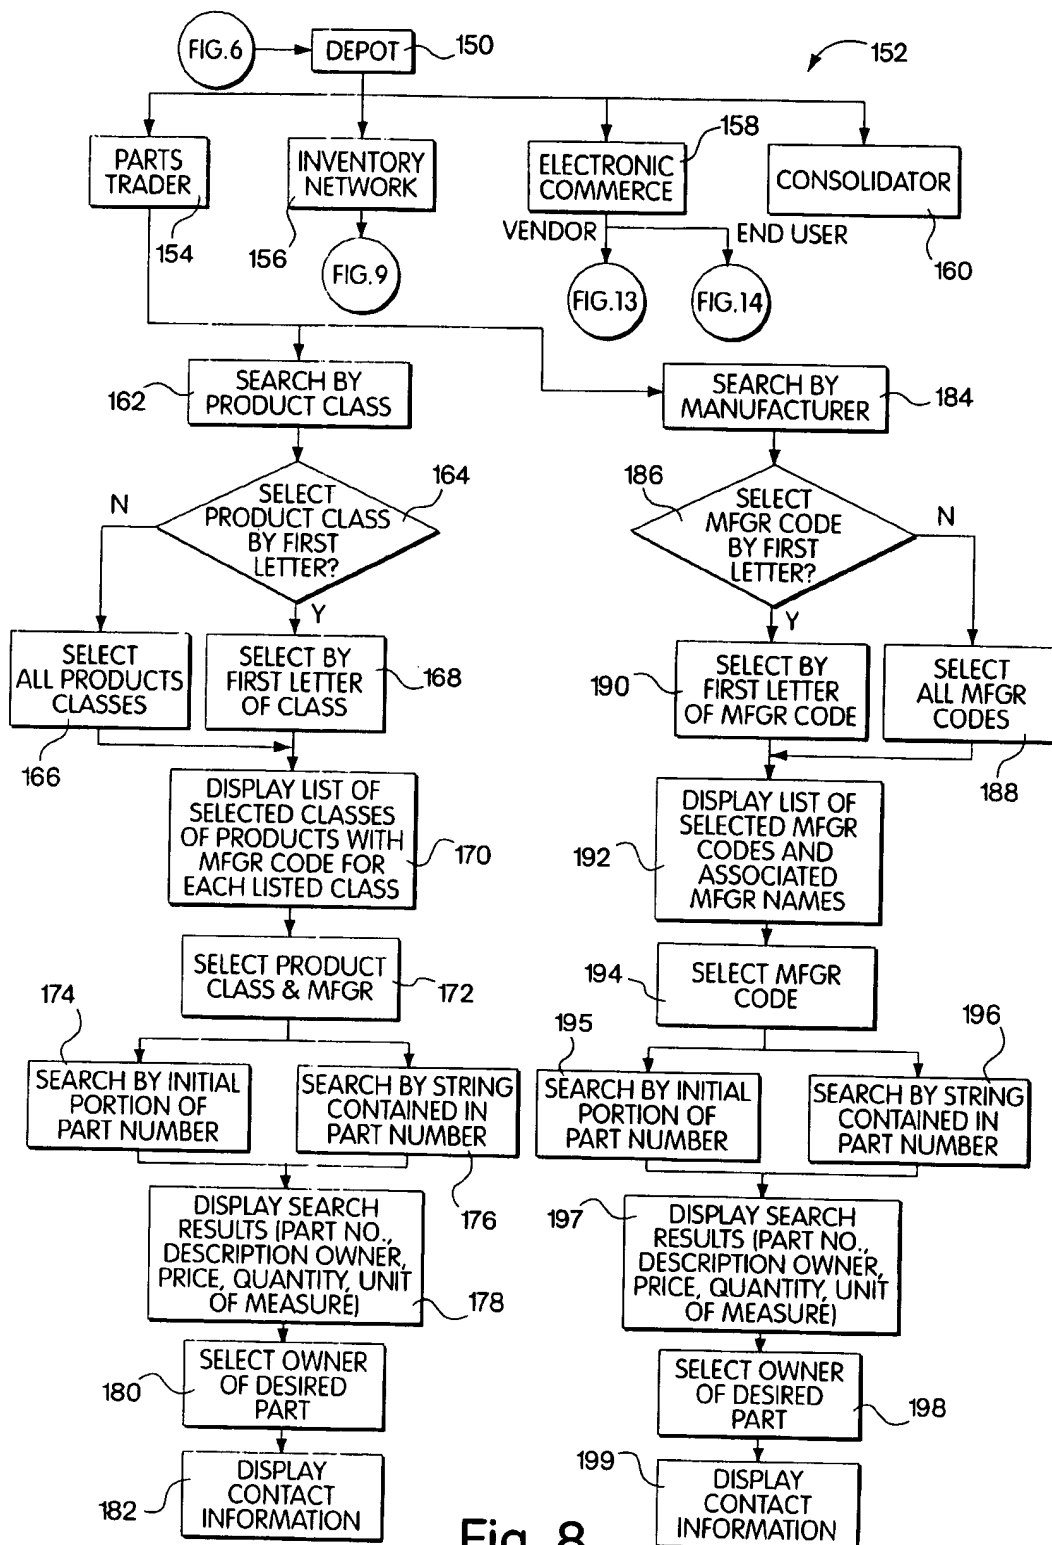 FIG.6
DEPOT
150
152
PARTS
TRADER
154
INVENTORY
NETWORK
156
ELECTRONIC
COMMERCE
158
CONSOLIDATOR
160
VENDOR
END USER
FIG.9
FIG.13
FIG.14
162
SEARCH BY
PRODUCT CLASS
SEARCH BY
MANUFACTURER
184
164
SELECT
PRODUCT CLASS
BY FIRST
LETTER?
N
Y
186
SELECT
MFGR CODE
BY FIRST
LETTER?
N
Y
SELECT
ALL PRODUCTS
CLASSES
166
SELECT BY
FIRST LETTER
OF CLASS
168
190
SELECT BY
FIRST LETTER
OF MFGR CODE
SELECT
ALL MFGR
CODES
188
DISPLAY LIST OF
SELECTED CLASSES
OF PRODUCTS WITH
MFGR CODE FOR
EACH LISTED CLASS
170
192
DISPLAY LIST OF
SELECTED MFGR
CODES AND
ASSOCIATED
MFGR NAMES
SELECT PRODUCT
CLASS & MFGR
172
194
SELECT MFGR
CODE
174
SEARCH BY INITIAL
PORTION OF
PART NUMBER
SEARCH BY STRING
CONTAINED IN
PART NUMBER
176
195
SEARCH BY INITIAL
PORTION OF
PART NUMBER
196
SEARCH BY STRING
CONTAINED IN
PART NUMBER
DISPLAY SEARCH
RESULTS (PART NO.,
DESCRIPTION OWNER,
PRICE, QUANTITY, UNIT
OF MEASURE)
178
197
DISPLAY SEARCH
RESULTS (PART NO.,
DESCRIPTION OWNER,
PRICE, QUANTITY, UNIT
OF MEASURE)
180
SELECT OWNER
OF DESIRED
PART
SELECT OWNER
OF DESIRED
PART
198
182
DISPLAY
CONTACT
INFORMATION
199
DISPLAY
CONTACT
INFORMATION
Fig. 8